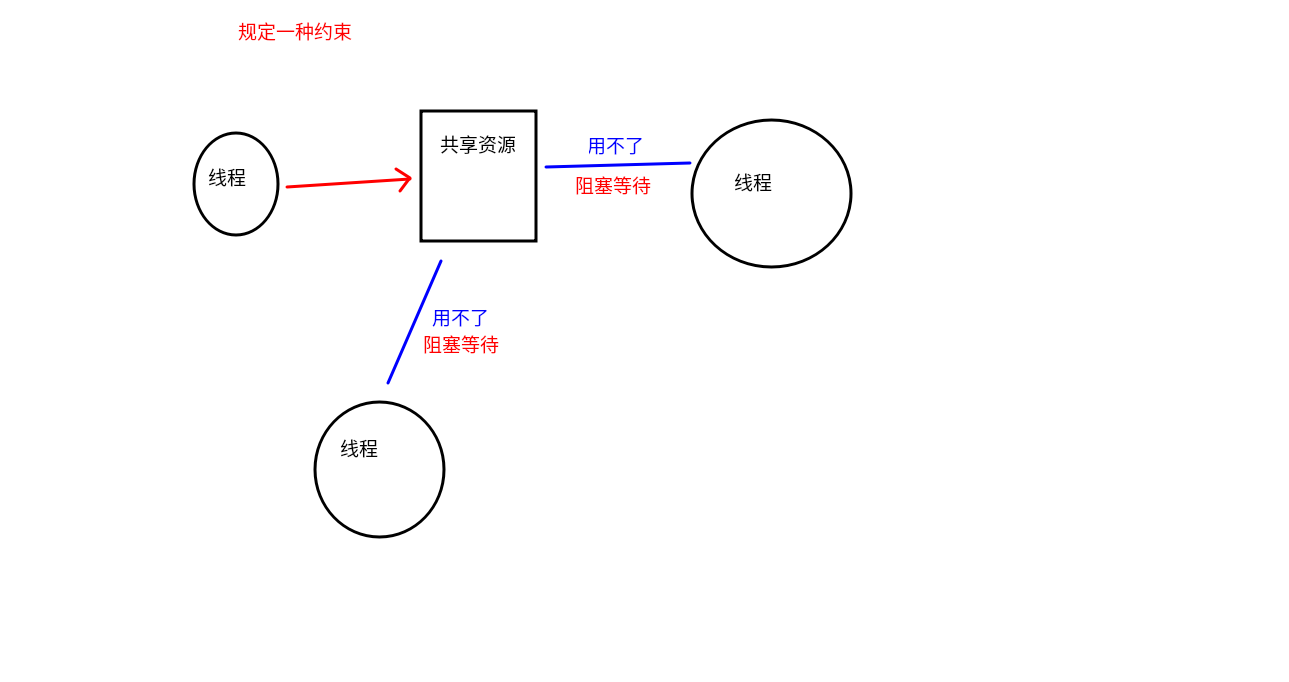 规定一种约束
共享资源
用不了
线程
线程
阻塞等待
用不了
阻塞等待
线程